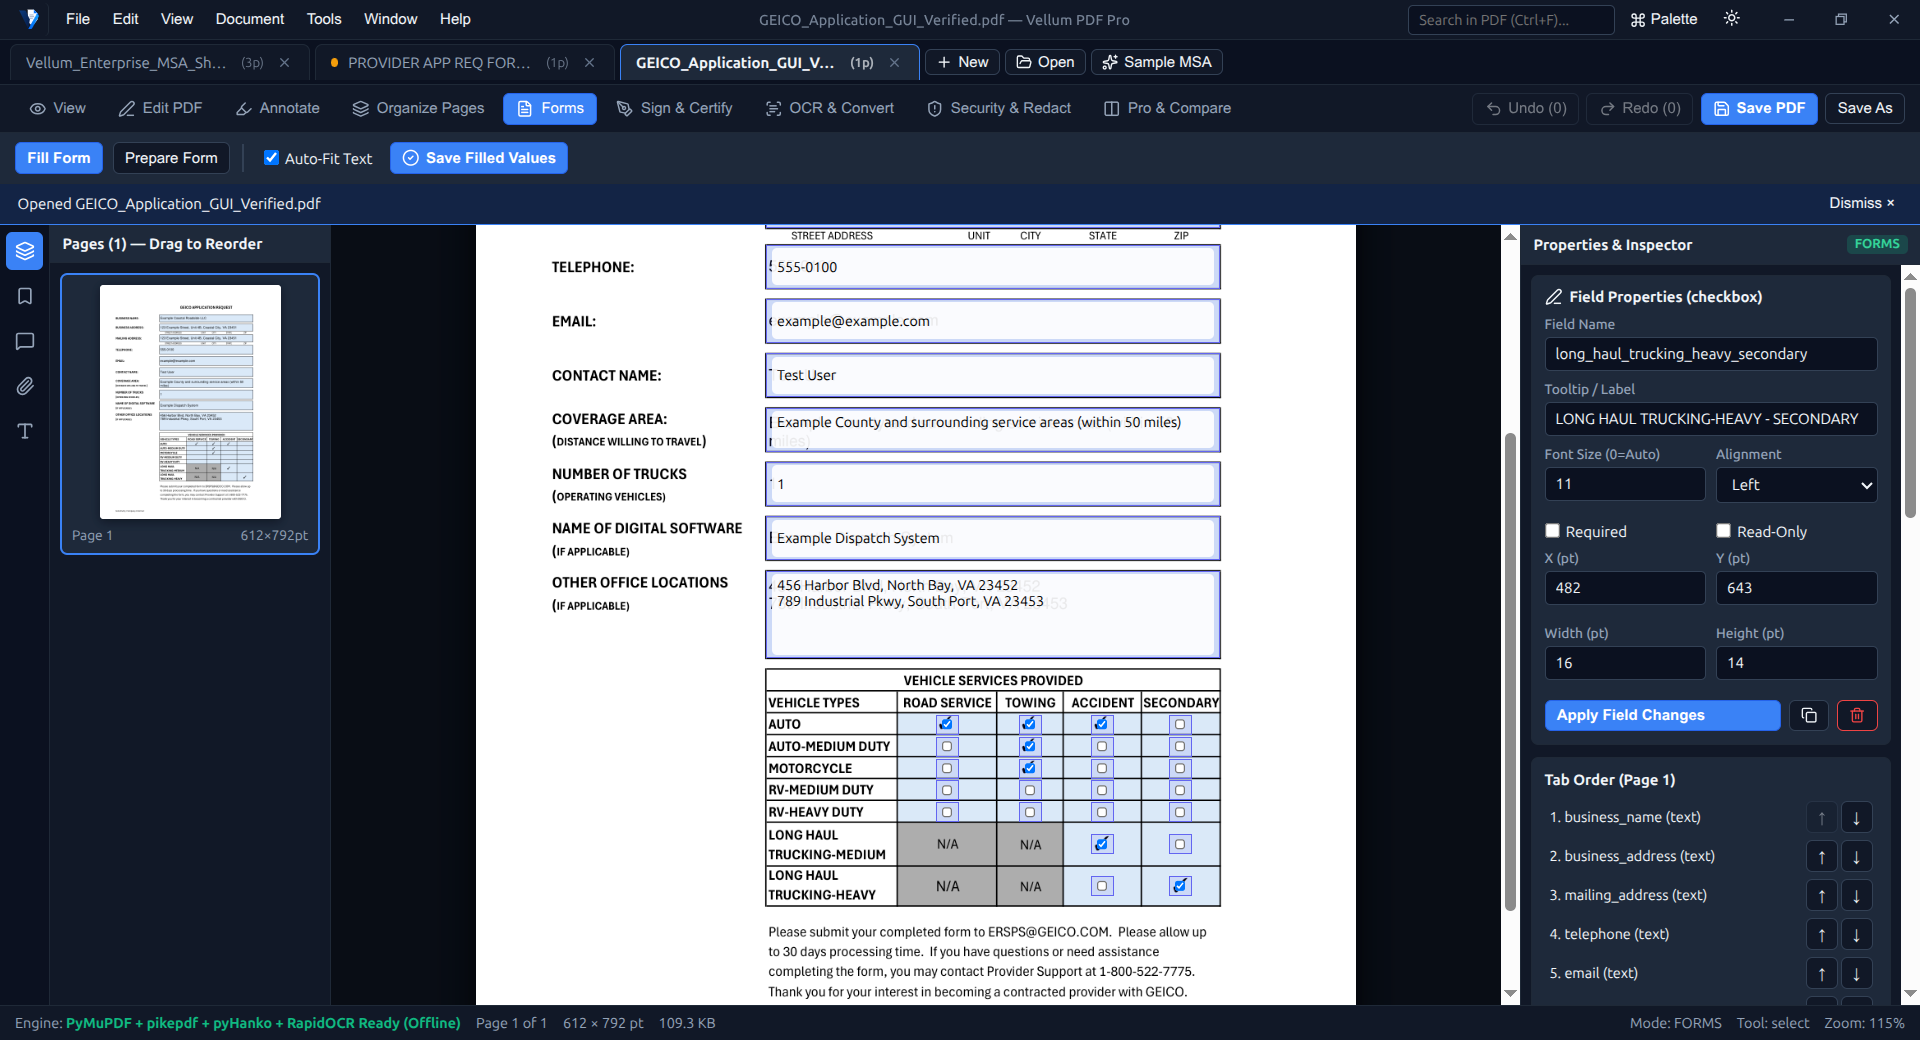 File Edit View Document Tools Window Help GEICO_Application_GUI_Verified.pdf — Vellum PDF Pro Search in PDF (Ctrl+F)... ⌘ Palette
Vellum_Enterprise_MSA_Sh... (3p) × PROVIDER APP REQ FOR... (1p) × GEICO_Application_GUI_V... (1p) × + New Open Sample MSA
View Edit PDF Annotate Organize Pages Forms Sign & Certify OCR & Convert Security & Redact Pro & Compare Undo (0) Redo (0) Save PDF Save As
Fill Form Prepare Form Auto-Fit Text Save Filled Values
Opened GEICO_Application_GUI_Verified.pdf Dismiss ×
Pages (1) — Drag to Reorder
Page 1 612×792pt
STREET ADDRESS UNIT CITY STATE ZIP
TELEPHONE: 555-0100
EMAIL: example@example.com
CONTACT NAME: Test User
COVERAGE AREA: Example County and surrounding service areas (within 50 miles)
(DISTANCE WILLING TO TRAVEL) miles)
NUMBER OF TRUCKS
(OPERATING VEHICLES) 1
NAME OF DIGITAL SOFTWARE
(IF APPLICABLE) Example Dispatch System
OTHER OFFICE LOCATIONS 456 Harbor Blvd, North Bay, VA 23452
(IF APPLICABLE) 789 Industrial Pkwy, South Port, VA 23453
VEHICLE SERVICES PROVIDED
VEHICLE TYPES ROAD SERVICE TOWING ACCIDENT SECONDARY
AUTO
AUTO-MEDIUM DUTY
MOTORCYCLE
RV-MEDIUM DUTY
RV-HEAVY DUTY
LONG HAUL
TRUCKING-MEDIUM N/A N/A
LONG HAUL
TRUCKING-HEAVY N/A N/A
Please submit your completed form to ERSPS@GEICO.COM. Please allow up
to 30 days processing time. If you have questions or need assistance
completing the form, you may contact Provider Support at 1-800-522-7775.
Thank you for your interest in becoming a contracted provider with GEICO.
Properties & Inspector FORMS
Field Properties (checkbox)
Field Name
long_haul_trucking_heavy_secondary
Tooltip / Label
LONG HAUL TRUCKING-HEAVY - SECONDARY
Font Size (0=Auto) Alignment
11 Left
Required Read-Only
X (pt) Y (pt)
482 643
Width (pt) Height (pt)
16 14
Apply Field Changes
Tab Order (Page 1)
1. business_name (text) ↑ ↓
2. business_address (text) ↑ ↓
3. mailing_address (text) ↑ ↓
4. telephone (text) ↑ ↓
5. email (text) ↑ ↓
Engine: PyMuPDF + pikepdf + pyHanko + RapidOCR Ready (Offline) Page 1 of 1 612 × 792 pt 109.3 KB Mode: FORMS Tool: select Zoom: 115%